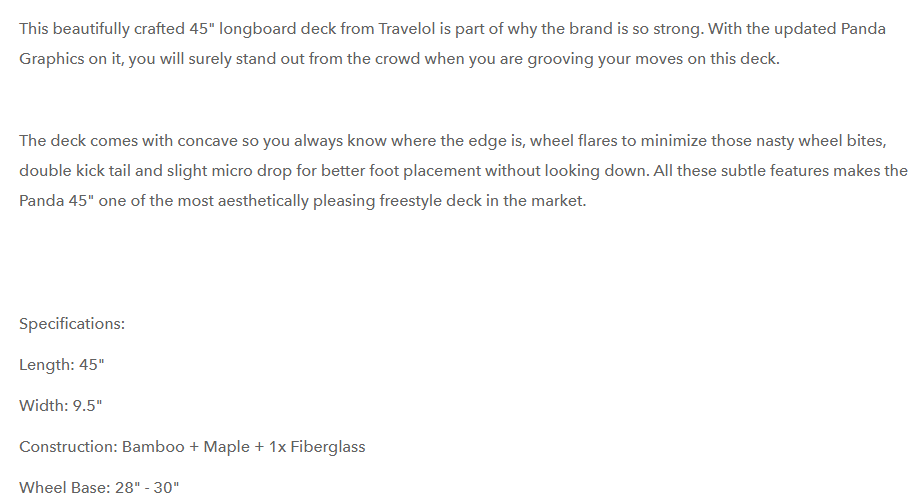 This beautifully crafted 45" longboard deck from Travelol is part of why the brand is so strong. With the updated Panda
Graphics on it, you will surely stand out from the crowd when you are grooving your moves on this deck.
The deck comes with concave so you always know where the edge is, wheel flares to minimize those nasty wheel bites,
double kick tail and slight micro drop for better foot placement without looking down. All these subtle features makes the
Panda 45" one of the most aesthetically pleasing freestyle deck in the market.
Specifications:
Length: 45"
Width: 9.5"
Construction: Bamboo + Maple + 1x Fiberglass
Wheel Base: 28" - 30"